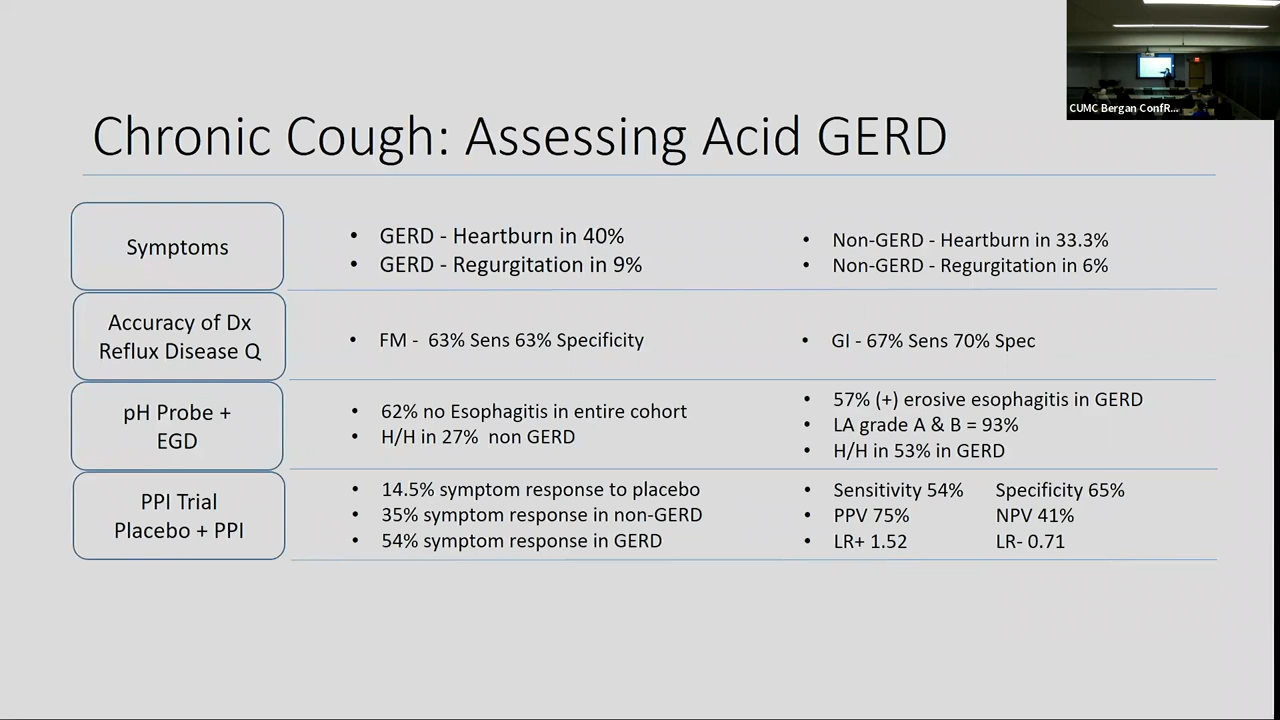 CUMC Bergan ConfR...
Chronic Cough: Assessing Acid GERD
Symptoms
• GERD - Heartburn in 40%
• GERD - Regurgitation in 9%
• Non-GERD - Heartburn in 33.3%
• Non-GERD - Regurgitation in 6%
Accuracy of Dx
Reflux Disease Q
• FM - 63% Sens 63% Specificity
• GI - 67% Sens 70% Spec
pH Probe +
EGD
• 62% no Esophagitis in entire cohort
• H/H in 27% non GERD
• 57% (+) erosive esophagitis in GERD
• LA grade A & B = 93%
• H/H in 53% in GERD
PPI Trial
Placebo + PPI
• 14.5% symptom response to placebo
• 35% symptom response in non-GERD
• 54% symptom response in GERD
• Sensitivity 54% Specificity 65%
• PPV 75% NPV 41%
• LR+ 1.52 LR- 0.71